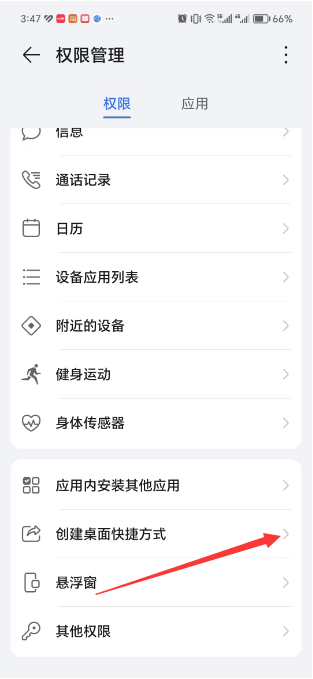 3:47 66%
权限管理
权限 应用
信息
通话记录
日历
设备应用列表
附近的设备
健身运动
身体传感器
应用内安装其他应用
创建桌面快捷方式
悬浮窗
其他权限